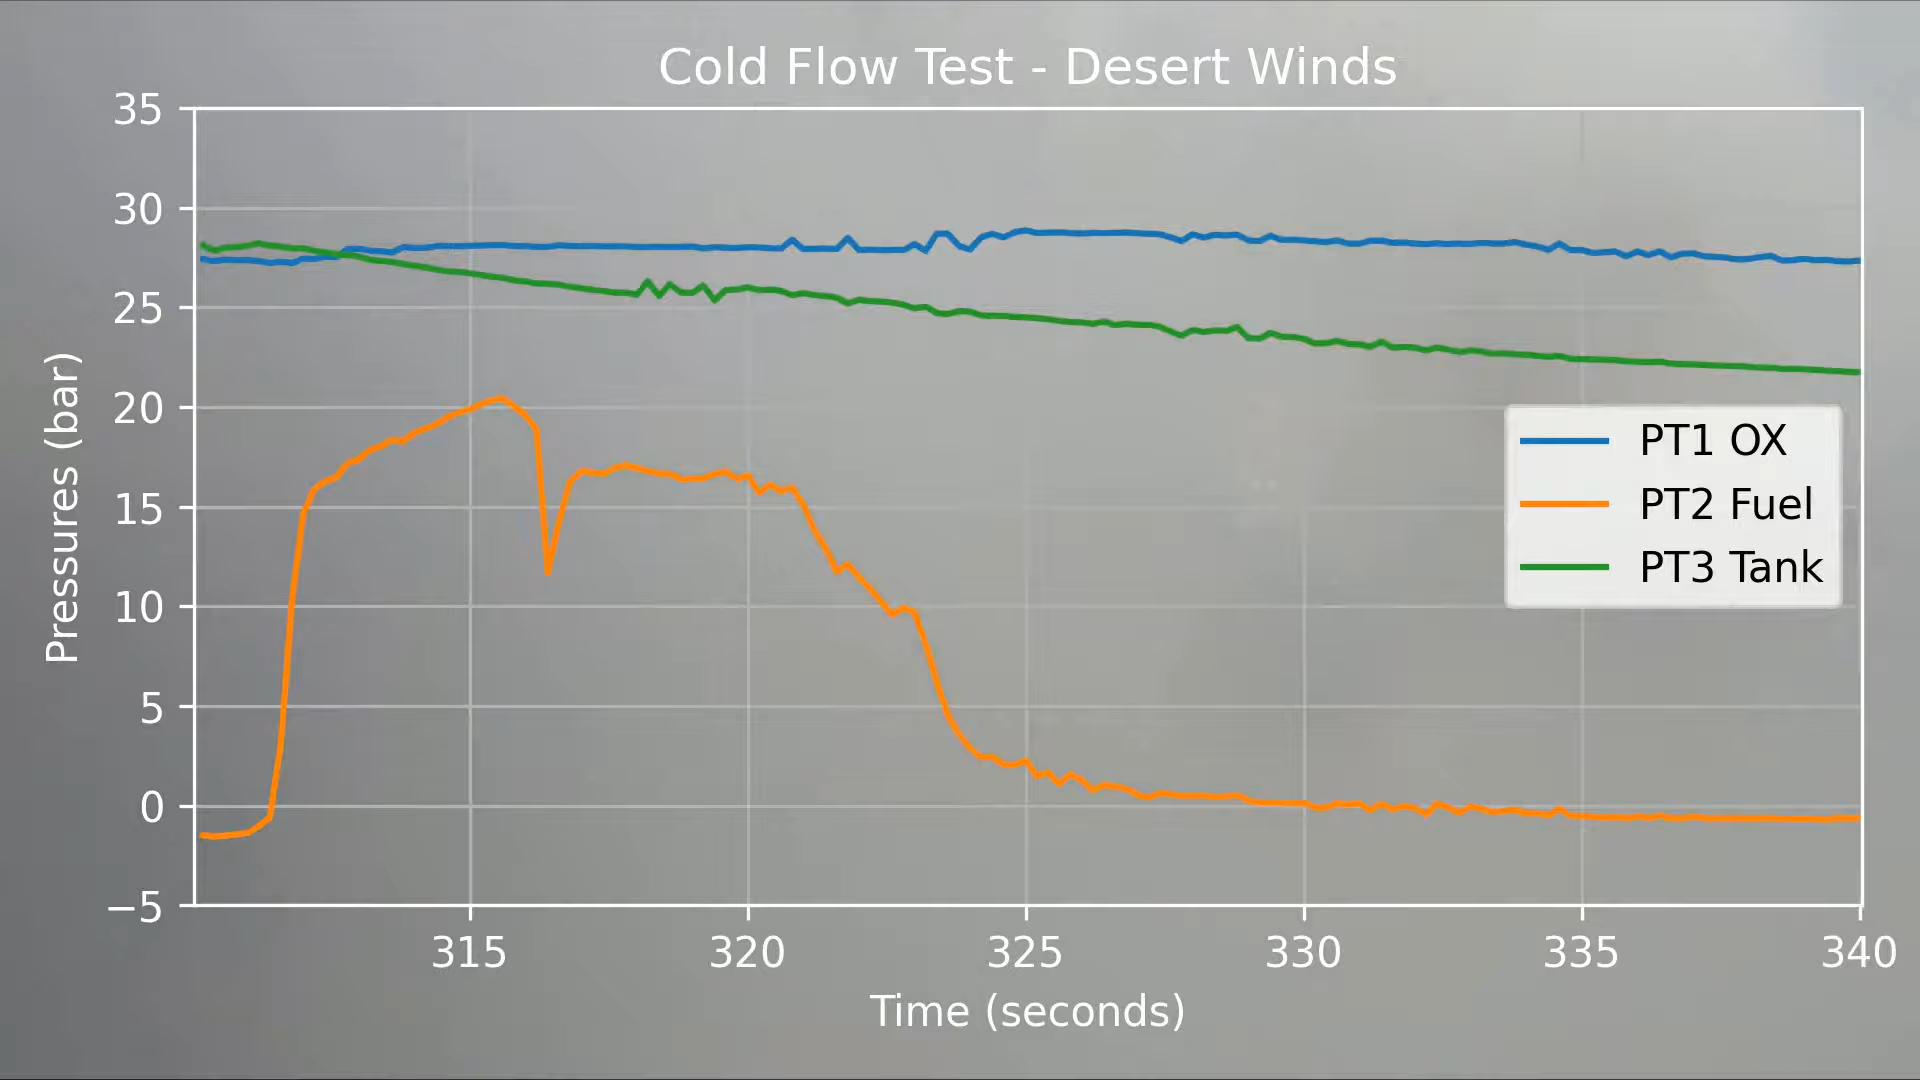 Cold Flow Test - Desert Winds
35
30
25
20
15
10
5
0
−5
Pressures (bar)
315 320 325 330 335 340
Time (seconds)
PT1 OX
PT2 Fuel
PT3 Tank